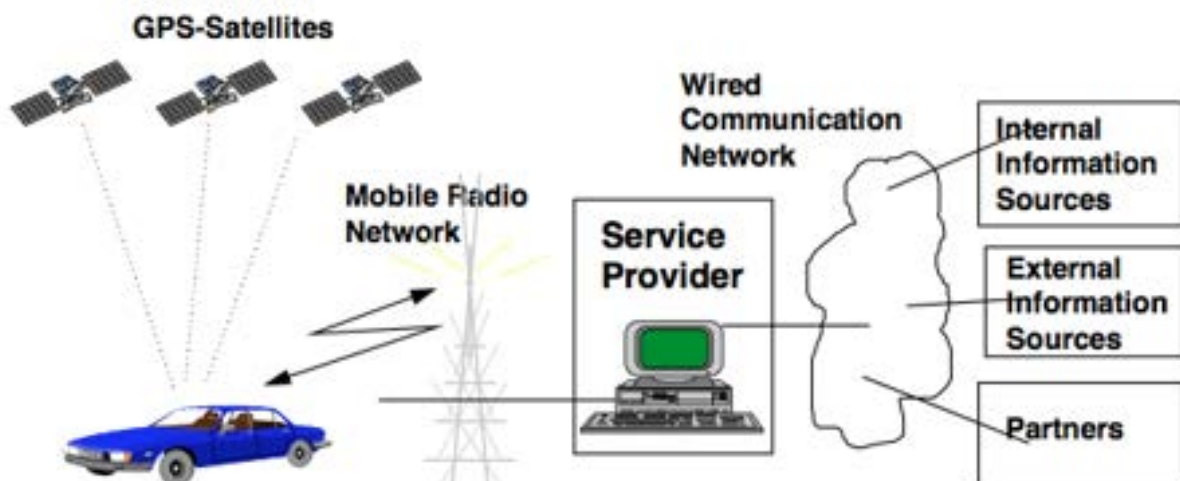 GPS-Satellites
Mobile Radio
Network
Service
Provider
Wired
Communication
Network
Internal
Information
Sources
External
Information
Sources
Partners